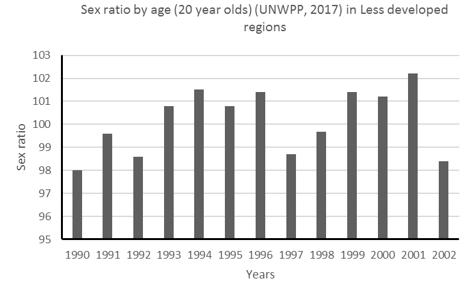 Sex ratio by age (20 year olds) (UNWPP, 2017) in Less developed
regions
103
102
101
100
99
98
97
96
95
Sex ratio
1990 1991 1992 1993 1994 1995 1996 1997 1998 1999 2000 2001 2002
Years